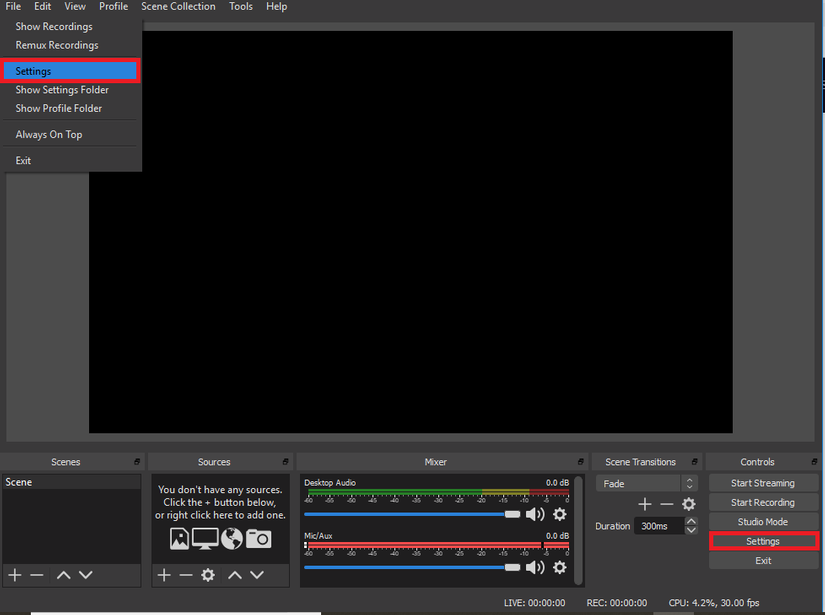 File Edit View Profile Scene Collection Tools Help
Show Recordings
Remux Recordings
Settings
Show Settings Folder
Show Profile Folder
Always On Top
Exit
Scenes
Scene
Sources
You don't have any sources.
Click the + button below,
or right click here to add one.
Mixer
Desktop Audio 0.0 dB
-60 -55 -50 -45 -40 -35 -30 -25 -20 -15 -10 -5 0
Mic/Aux 0.0 dB
-60 -55 -50 -45 -40 -35 -30 -25 -20 -15 -10 -5 0
Scene Transitions
Fade
Duration 300ms
Controls
Start Streaming
Start Recording
Studio Mode
Settings
Exit
LIVE: 00:00:00 REC: 00:00:00 CPU: 4.2%, 30.00 fps